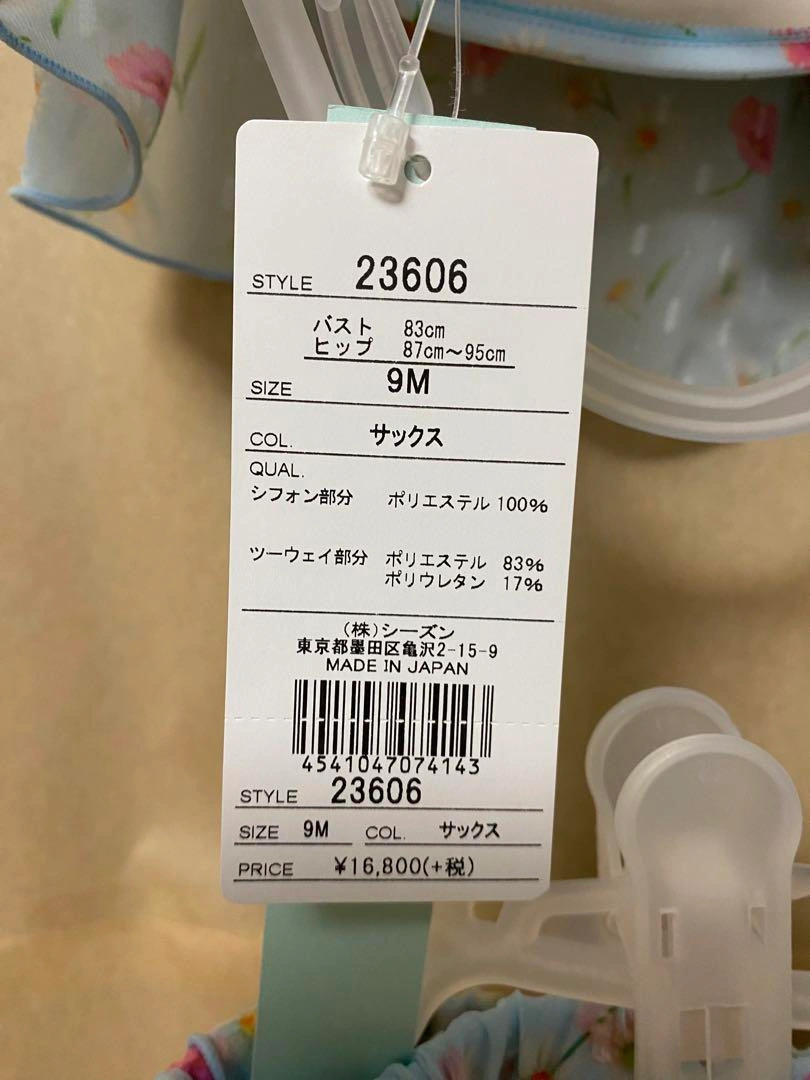 STYLE 23606
バスト 83cm
ヒップ 87cm～95cm
SIZE 9M
COL. サックス
QUAL.
シフォン部分 ポリエステル 100%
ツーウェイ部分 ポリエステル 83%
ポリウレタン 17%
(株)シーズン
東京都墨田区亀沢2-15-9
MADE IN JAPAN
4541047074143
STYLE 23606
SIZE 9M COL. サックス
PRICE ¥16,800(+税)